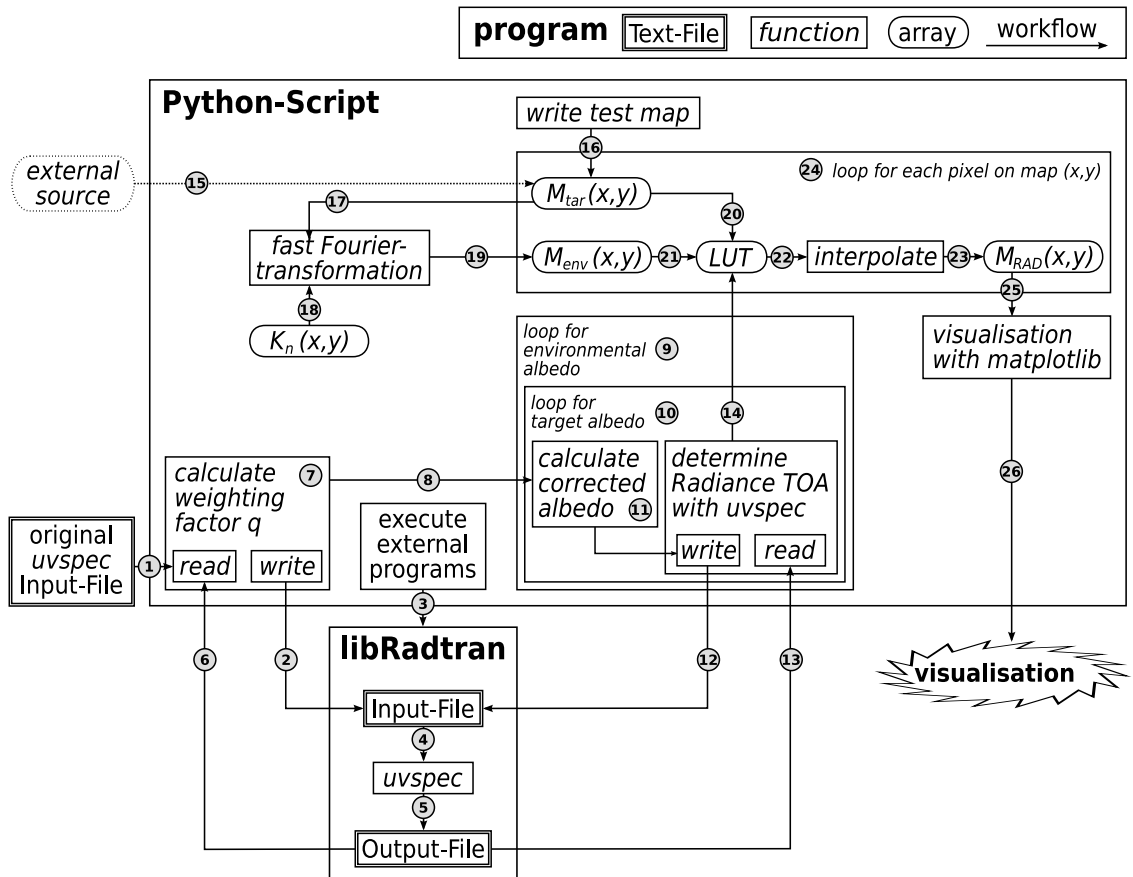 program
Text-File
function
array
workflow
Python-Script
write test map
16
24 loop for each pixel on map (x,y)
external
source
15
M_tar (x,y)
17
20
fast Fourier-
transformation
19
M_env (x,y)
21
LUT
22
interpolate
23
M_RAD (x,y)
18
K_n (x,y)
25
visualisation
with matplotlib
loop for
environmental
albedo
9
loop for
target albedo
10
14
calculate
weighting
factor q
7
8
calculate
corrected
albedo
11
determine
Radiance TOA
with uvspec
26
original
uvspec
Input-File
1
read
write
execute
external
programs
write
read
3
libRadtran
6
2
12
13
visualisation
Input-File
4
uvspec
5
Output-File